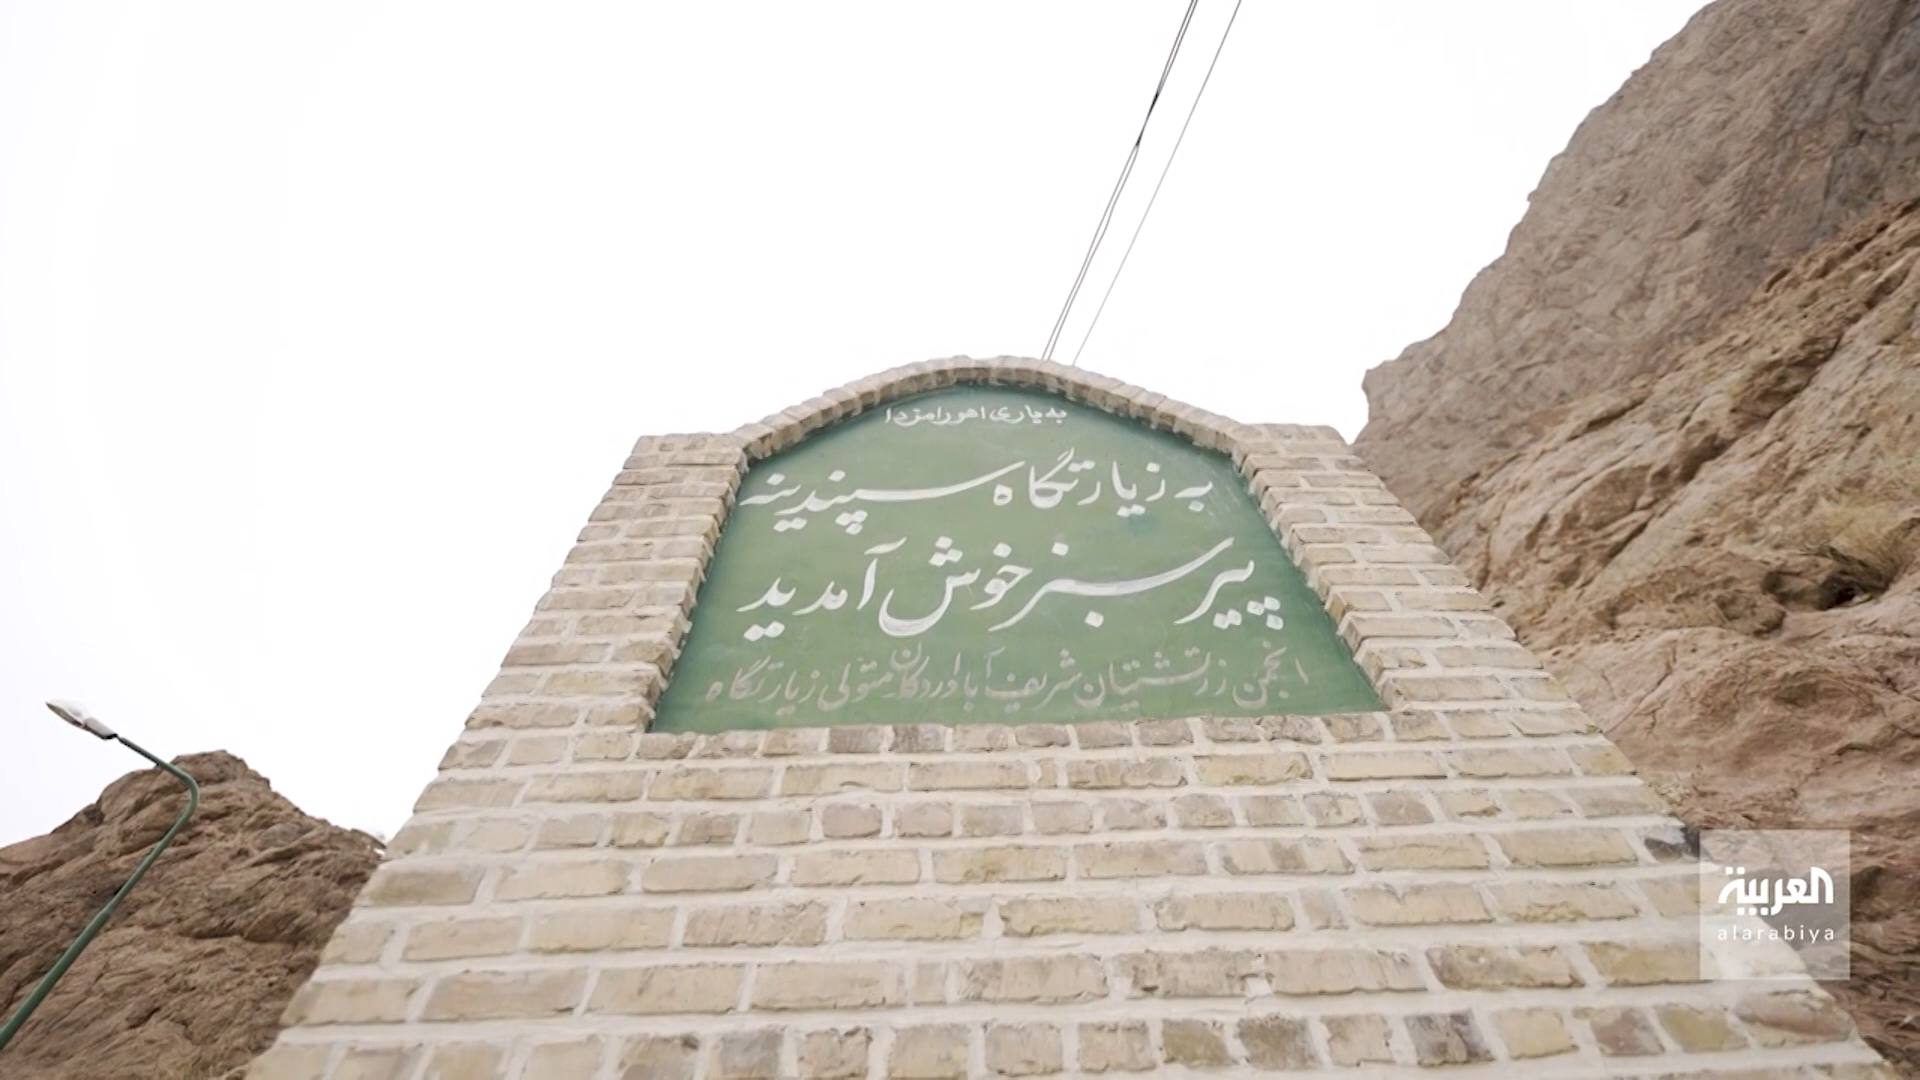 به یاری اهورامزدا
به زیارتگاه سپندینه
پیر سبز خوش آمدید
انجمن زرتشتیان شریف آباد اردکان متولی زیارتگاه
العربية
alarabiya